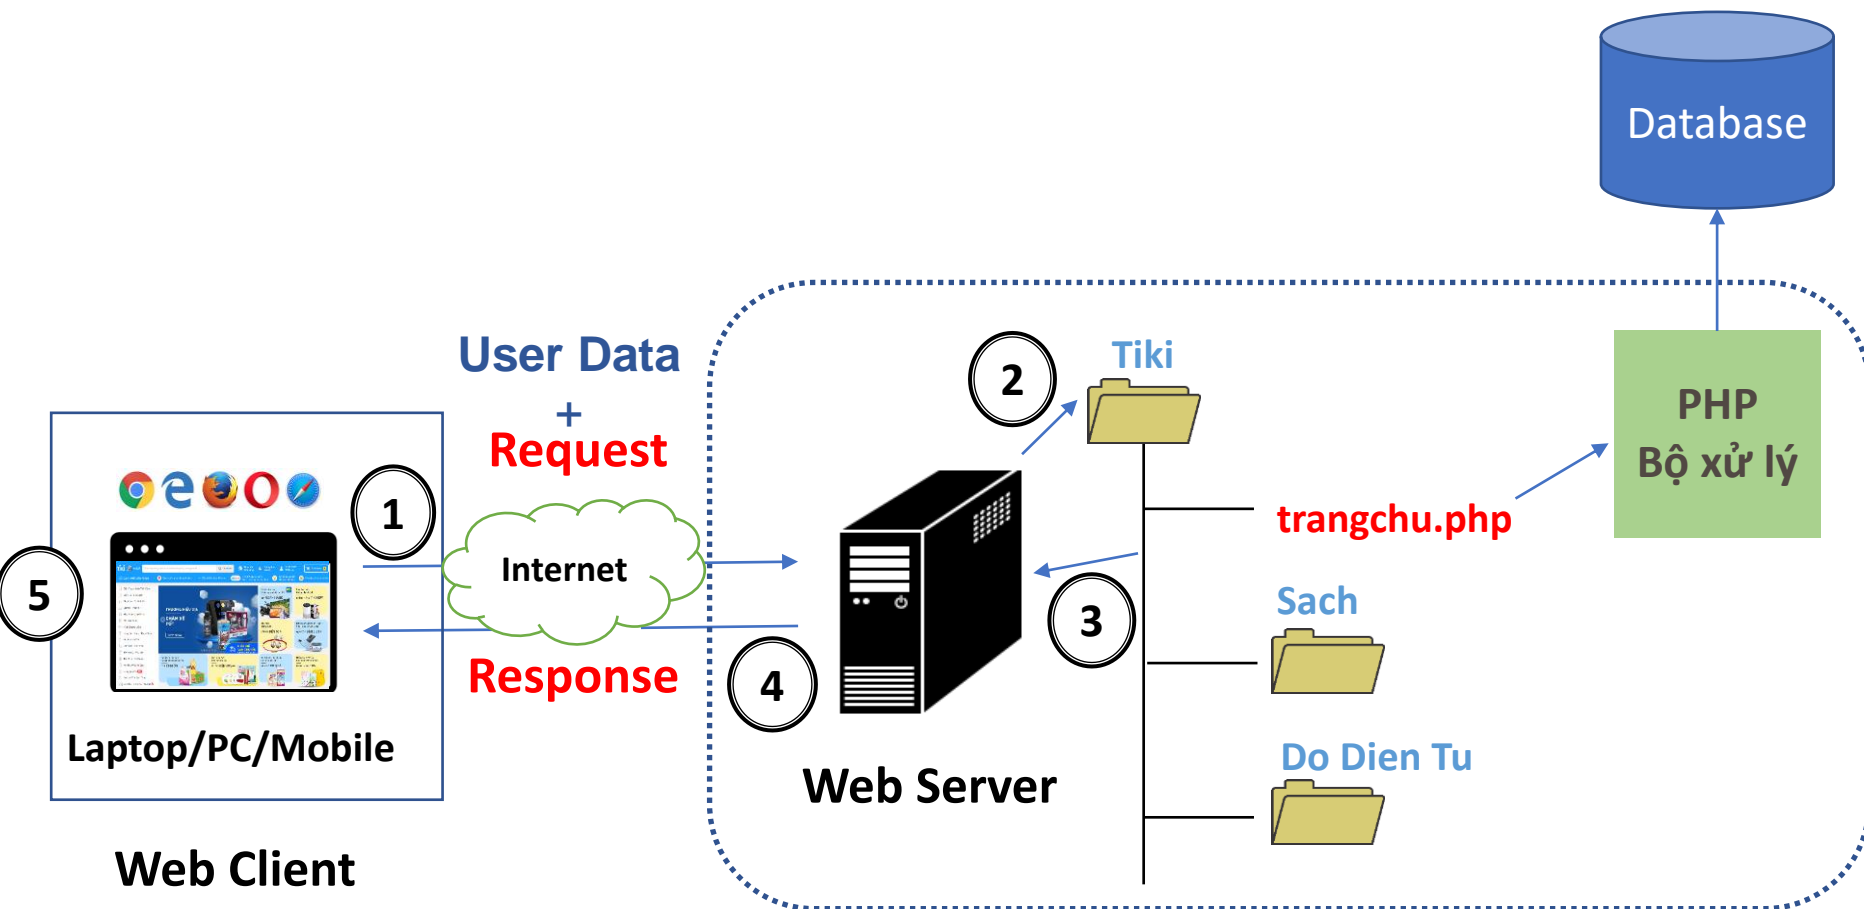 Database
User Data
+
Request
2
Tiki
PHP
Bộ xử lý
1
Internet
trangchu.php
5
Sach
3
Response
4
Laptop/PC/Mobile
Do Dien Tu
Web Server
Web Client